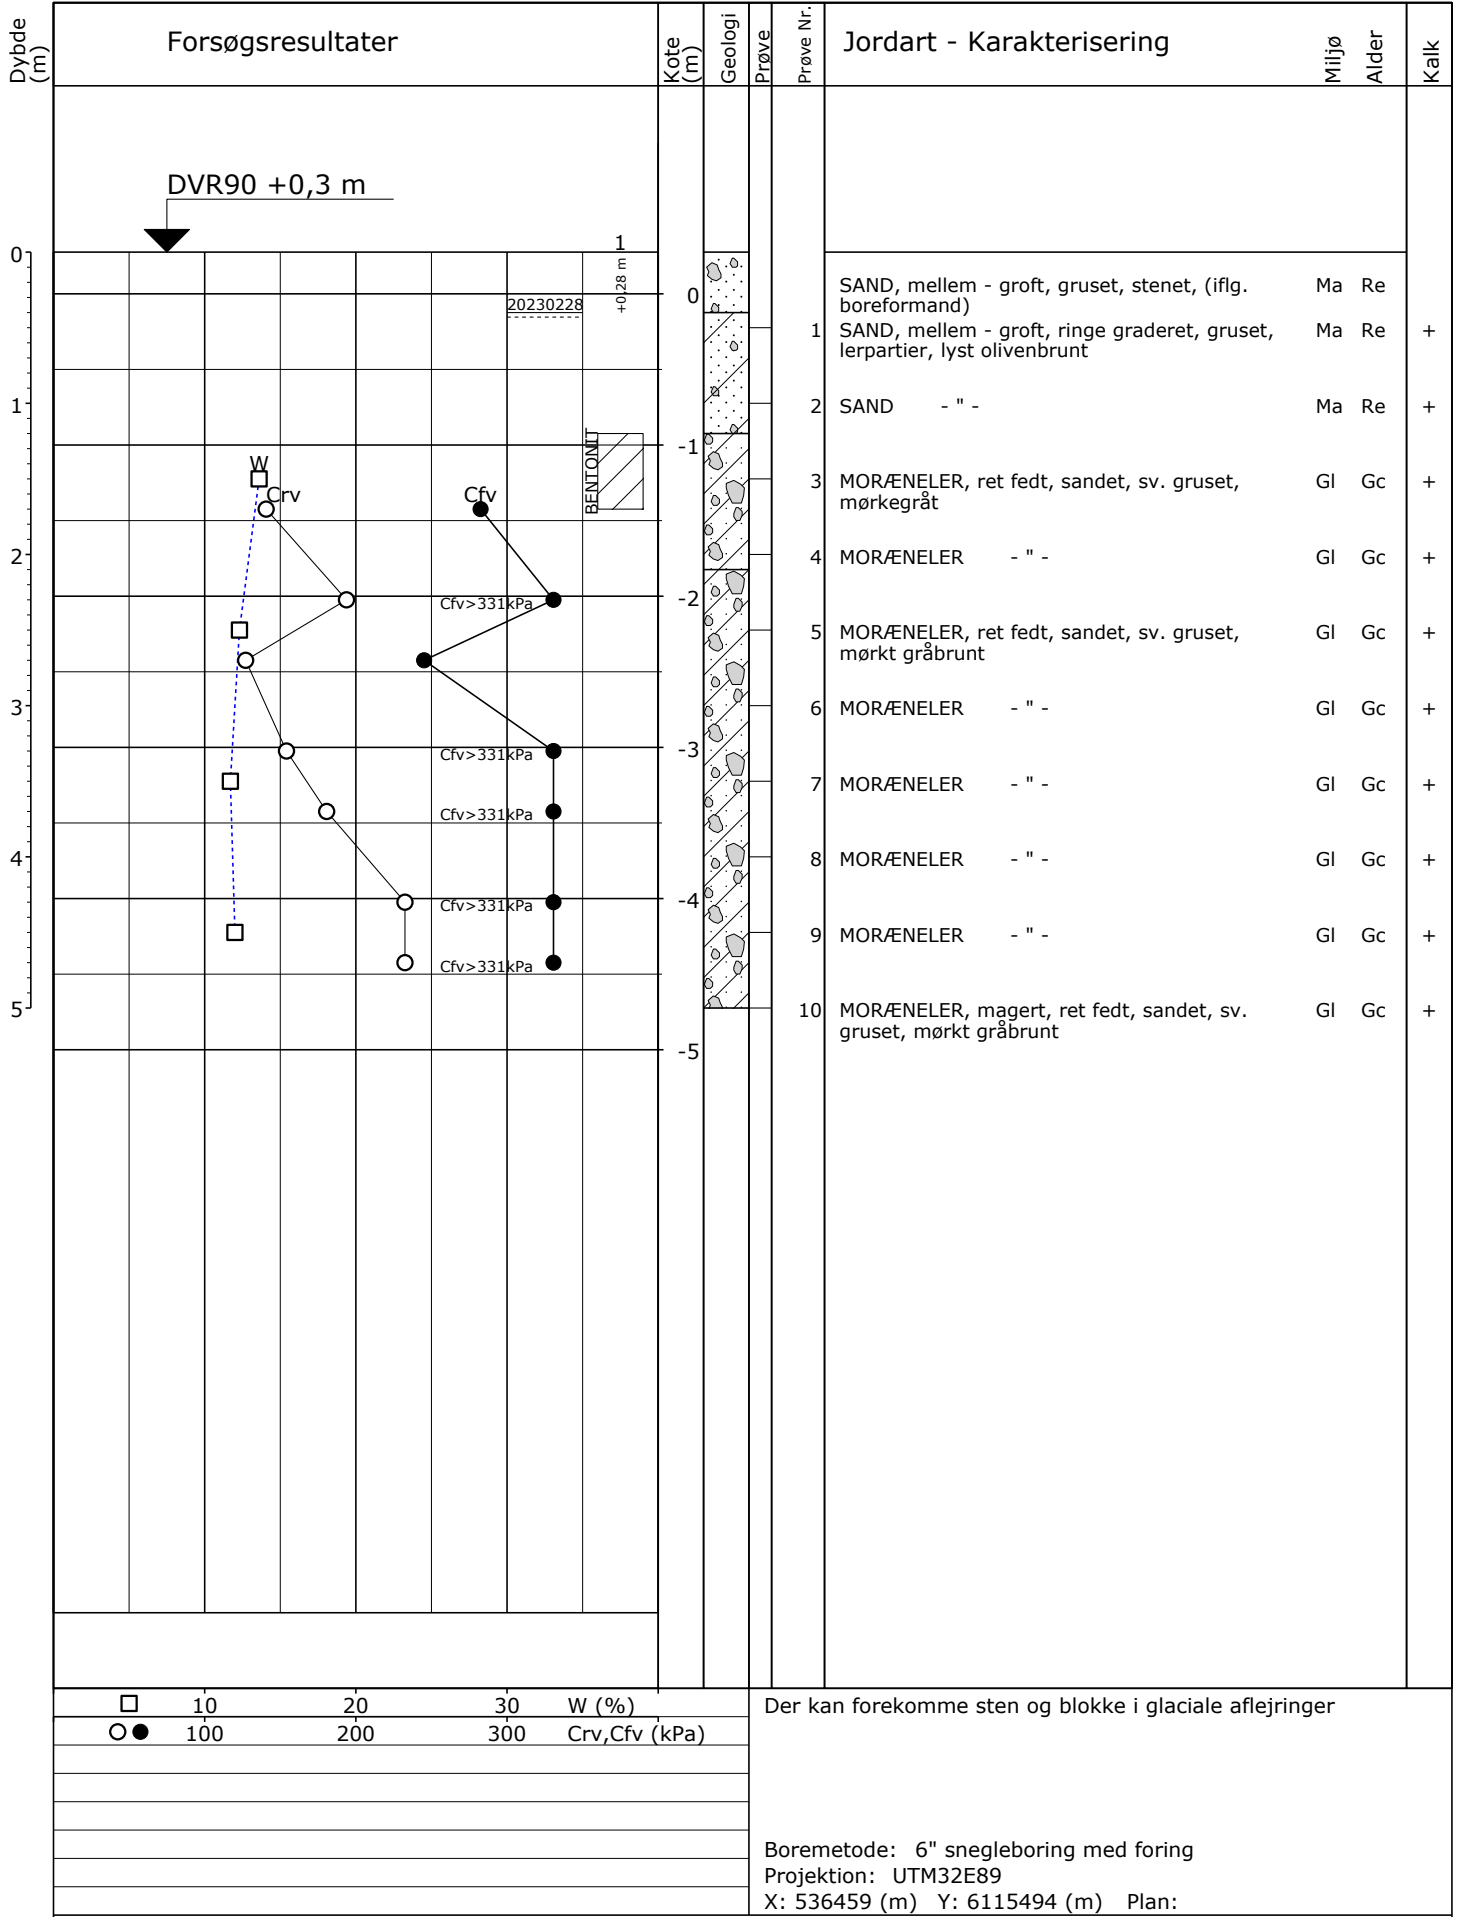 Dybde
(m)
Forsøgsresultater
Kote
(m)
Geologi
Prøve
Prøve Nr.
Jordart - Karakterisering
Miljø
Alder
Kalk
DVR90 +0,3 m
0
1
+0,28 m
0
20230228
SAND, mellem - groft, gruset, stenet, (iflg.
boreformand)
Ma Re
1 SAND, mellem - groft, ringe graderet, gruset,
lerpartier, lyst olivenbrunt
Ma Re +
1
2 SAND - " - Ma Re +
-1
BENTONIT
W
Crv
Cfv
3 MORÆNELER, ret fedt, sandet, sv. gruset,
mørkegråt
Gl Gc +
2
4 MORÆNELER - " - Gl Gc +
-2
Cfv>331kPa
5 MORÆNELER, ret fedt, sandet, sv. gruset,
mørkt gråbrunt
Gl Gc +
3
6 MORÆNELER - " - Gl Gc +
-3
Cfv>331kPa
7 MORÆNELER - " - Gl Gc +
Cfv>331kPa
4
8 MORÆNELER - " - Gl Gc +
-4
Cfv>331kPa
9 MORÆNELER - " - Gl Gc +
Cfv>331kPa
5
10 MORÆNELER, magert, ret fedt, sandet, sv.
gruset, mørkt gråbrunt
Gl Gc +
-5
10 20 30 W (%)
100 200 300 Crv,Cfv (kPa)
Der kan forekomme sten og blokke i glaciale aflejringer
Boremetode: 6" snegleboring med foring
Projektion: UTM32E89
X: 536459 (m) Y: 6115494 (m) Plan: